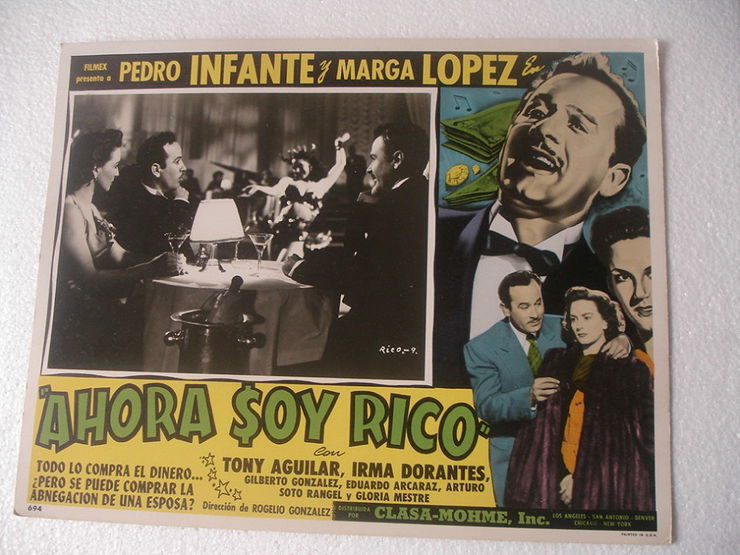 FILMEX
presenta a
PEDRO INFANTE y MARGA LOPEZ En
Rico-9.
"AHORA $OY RICO"
con
TODO LO COMPRA EL DINERO...
¿PERO SE PUEDE COMPRAR LA
ABNEGACION DE UNA ESPOSA?
TONY AGUILAR, IRMA DORANTES,
GILBERTO GONZALEZ, EDUARDO ARCARAZ, ARTURO
SOTO RANGEL y GLORIA MESTRE
694
Dirección de ROGELIO GONZALEZ
DISTRIBUIDA
POR
CLASA-MOHME, Inc.
LOS ANGELES - SAN ANTONIO - DENVER
CHICAGO - NEW YORK
PRINTED IN U.S.A.